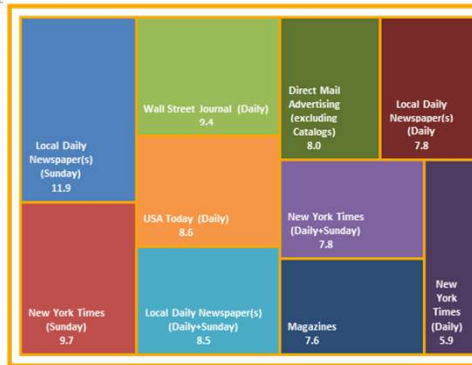 Local Daily
Newspaper(s)
(Sunday)
11.9
New York Times
(Sunday)
9.7
Wall Street Journal (Daily)
9.4
USA Today (Daily)
8.6
Local Daily Newspaper(s)
(Daily+Sunday)
8.5
Direct Mail
Advertising
(excluding
Catalogs)
8.0
Local Daily
Newspaper(s)
(Daily
7.8
New York Times
(Daily+Sunday)
7.8
Magazines
7.6
New
York
Times
(Daily)
5.9